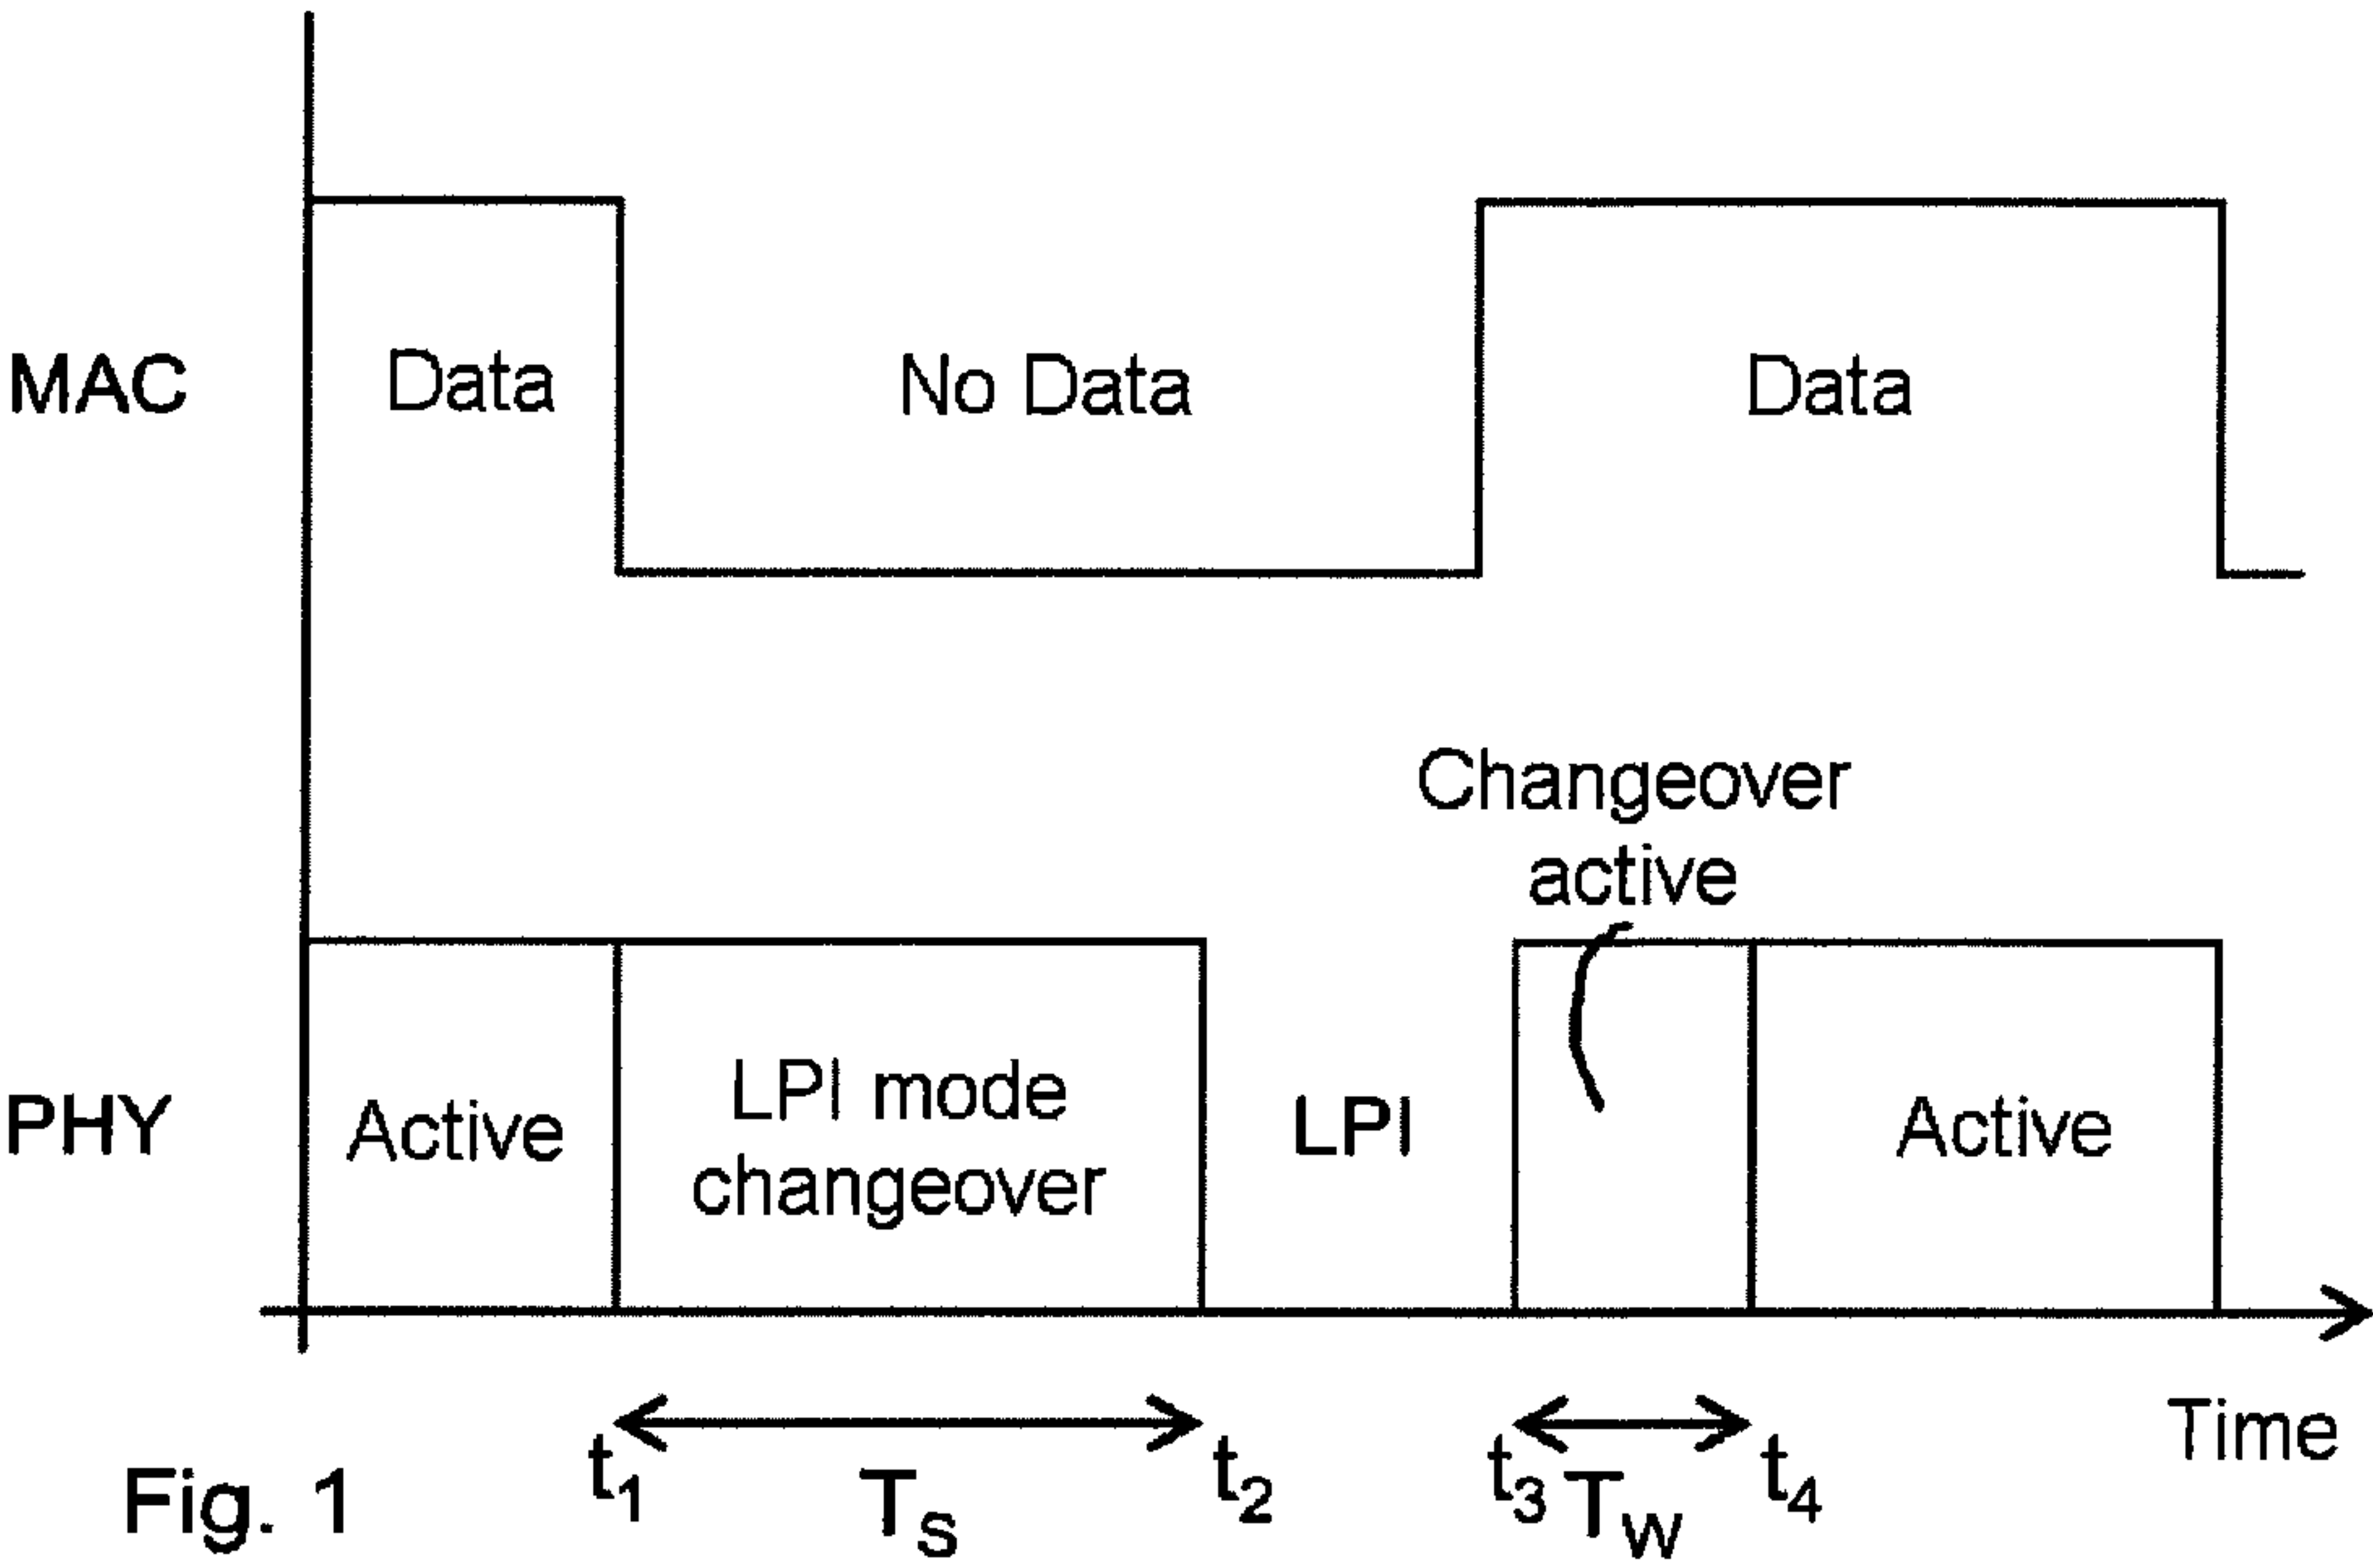 MAC
Data
No Data
Data
Changeover
active
PHY
Active
LPI mode
changeover
LPI
Active
t1
Ts
t2
t3
Tw
t4
Time
Fig. 1